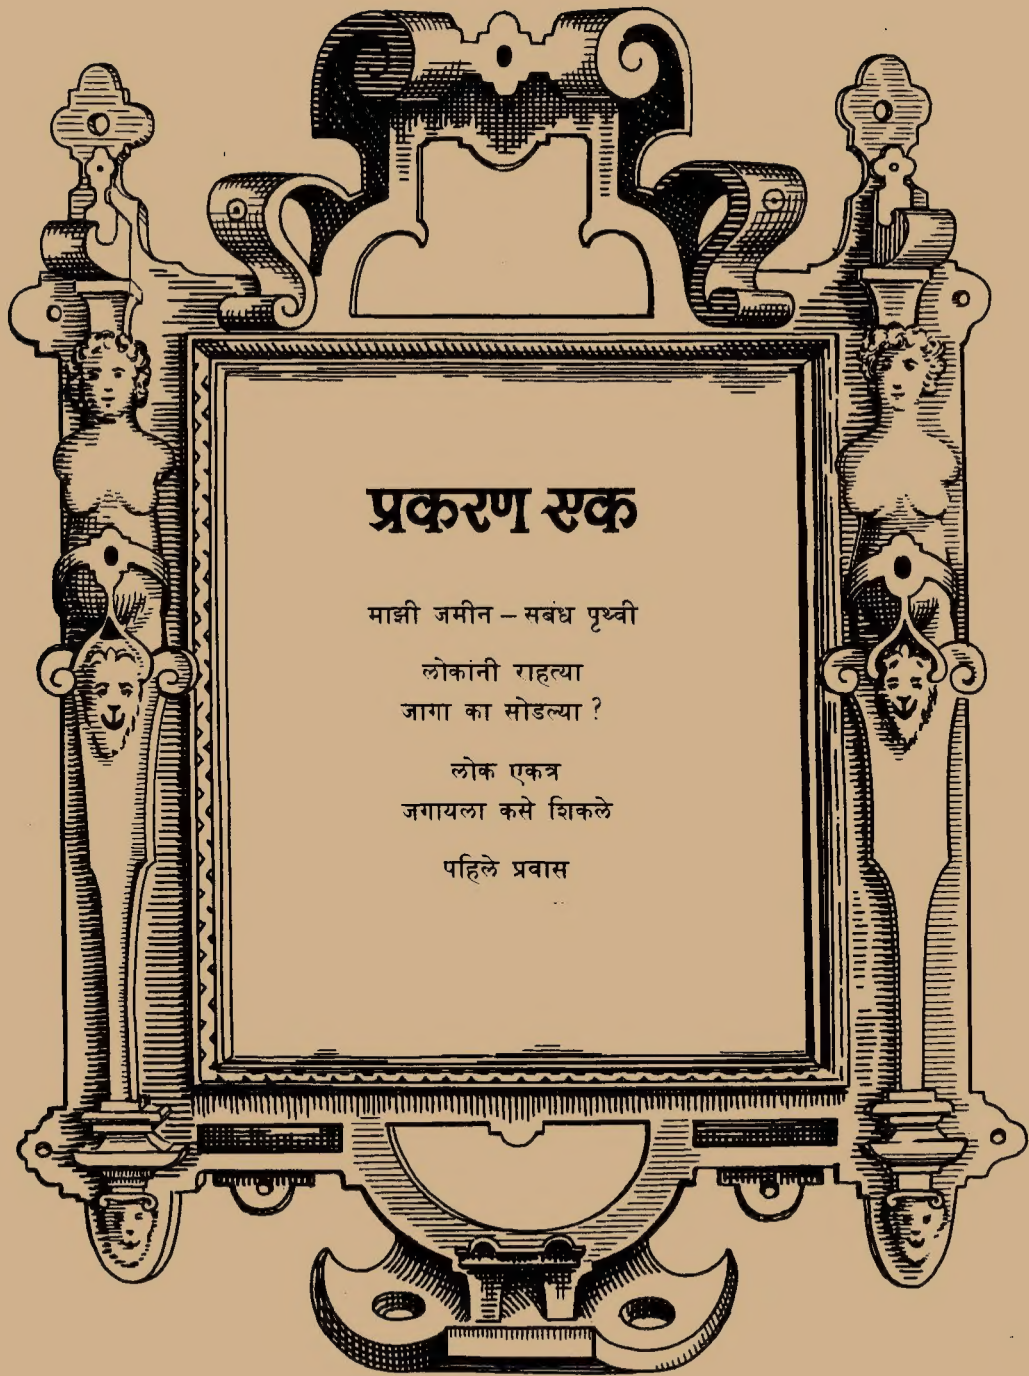 प्रकरण एक
माझी जमीन – सबंध पृथ्वी
लोकांनी राहत्या
जागा का सोडल्या ?
लोक एकत्र
जगायला कसे शिकले
पहिले प्रवास